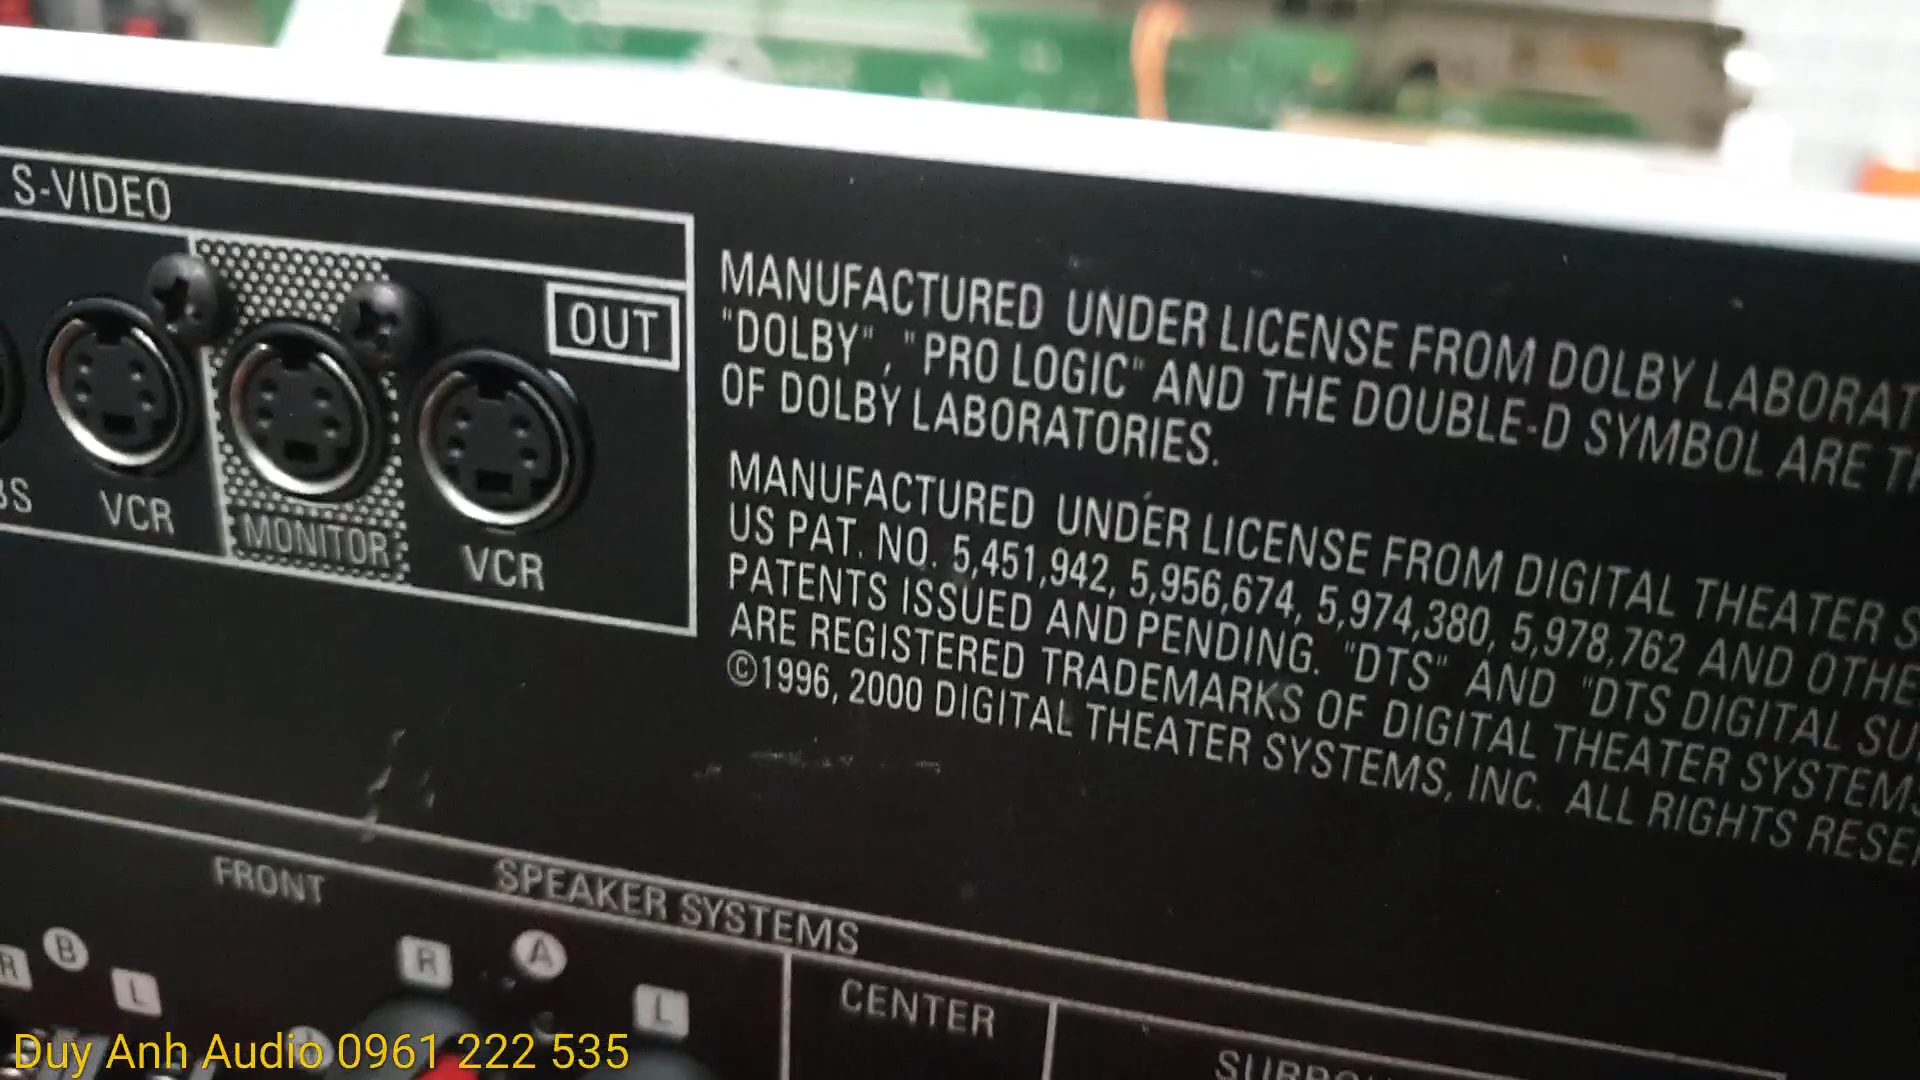 S-VIDEO
OUT
VCR
MONITOR
VCR
MANUFACTURED UNDER LICENSE FROM DOLBY LABORAT
"DOLBY", "PRO LOGIC" AND THE DOUBLE-D SYMBOL ARE TR
OF DOLBY LABORATORIES.
MANUFACTURED UNDER LICENSE FROM DIGITAL THEATER S
US PAT. NO. 5,451,942, 5,956,674, 5,974,380, 5,978,762 AND OTHE
PATENTS ISSUED AND PENDING. "DTS" AND "DTS DIGITAL SU
ARE REGISTERED TRADEMARKS OF DIGITAL THEATER SYSTEMS
©1996, 2000 DIGITAL THEATER SYSTEMS, INC. ALL RIGHTS RESE
FRONT
SPEAKER SYSTEMS
R B L
R A L
CENTER
SURRO
Duy Anh Audio 0961 222 535